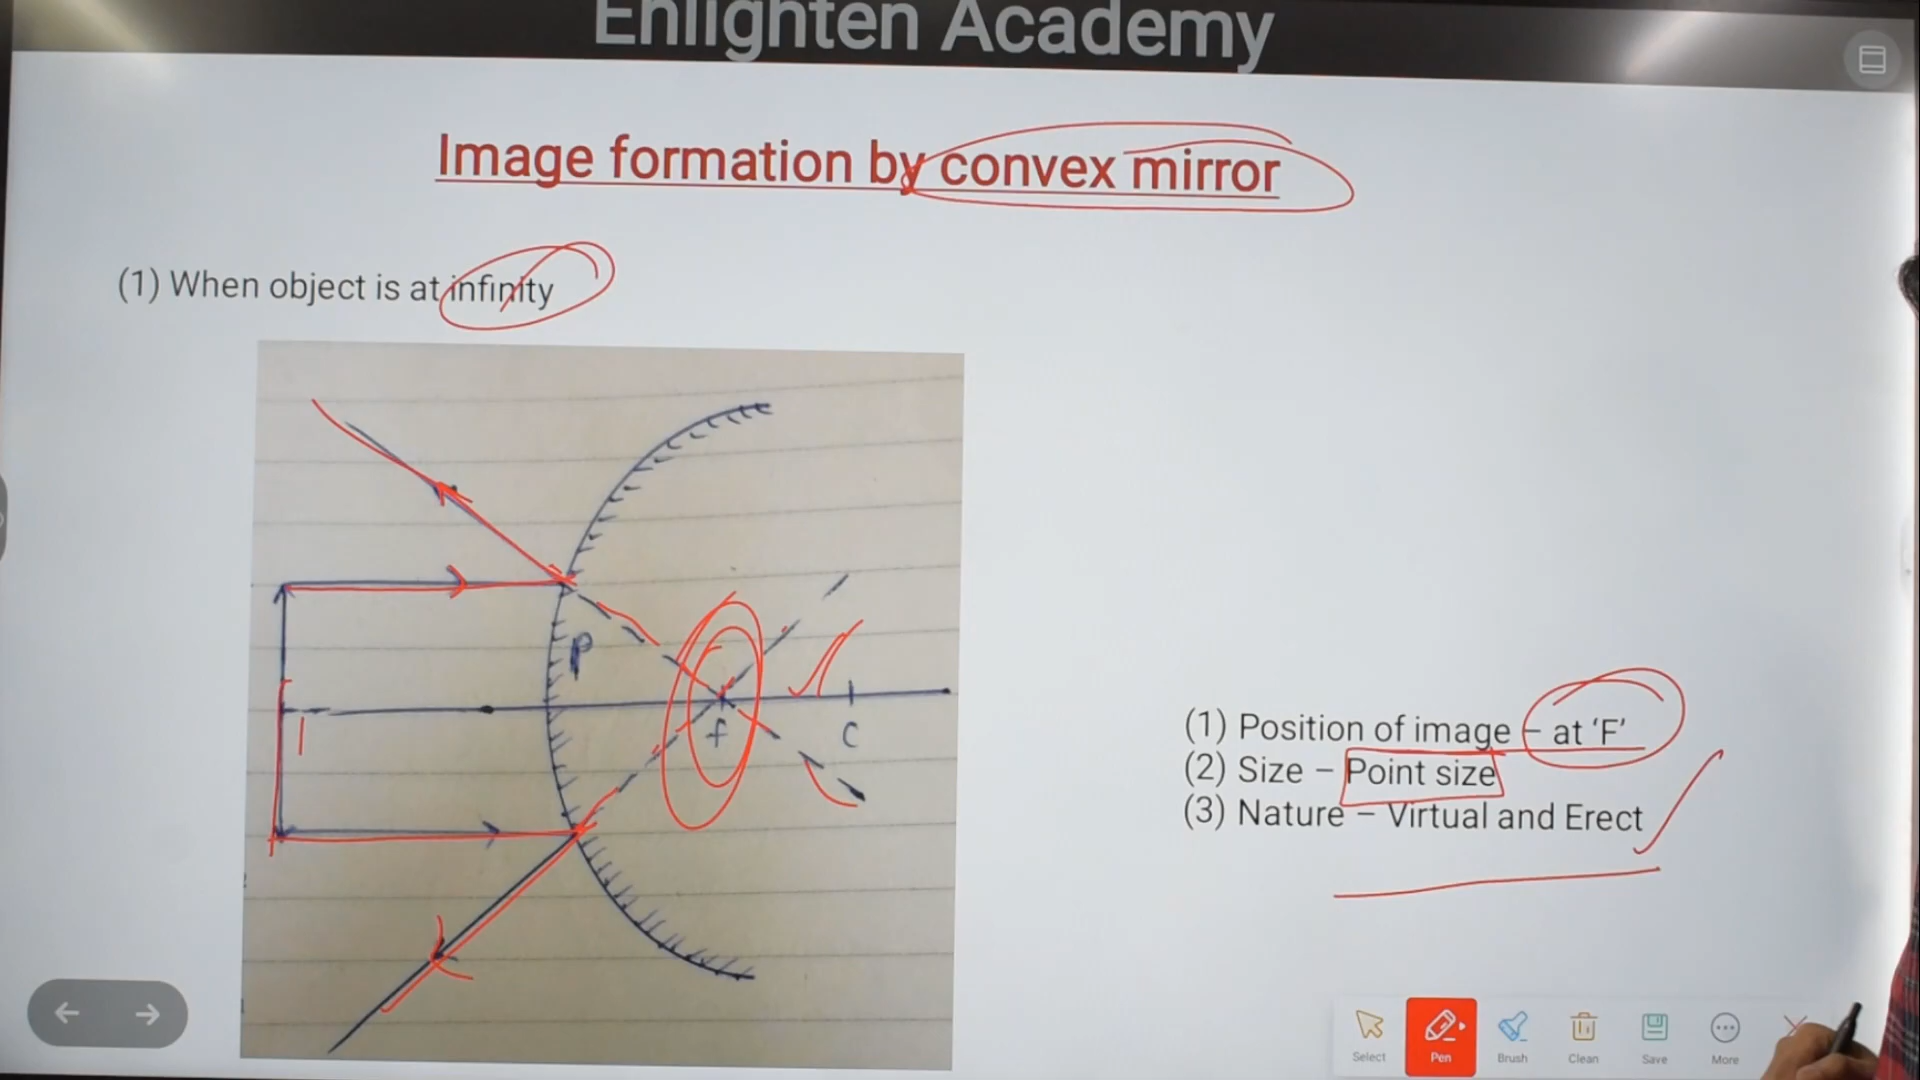 Enlighten Academy
Image formation by convex mirror
(1) When object is at infinity
P
f
C
(1) Position of image – at ‘F’
(2) Size – Point size
(3) Nature – Virtual and Erect
Select
Pen
Brush
Clean
Save
More